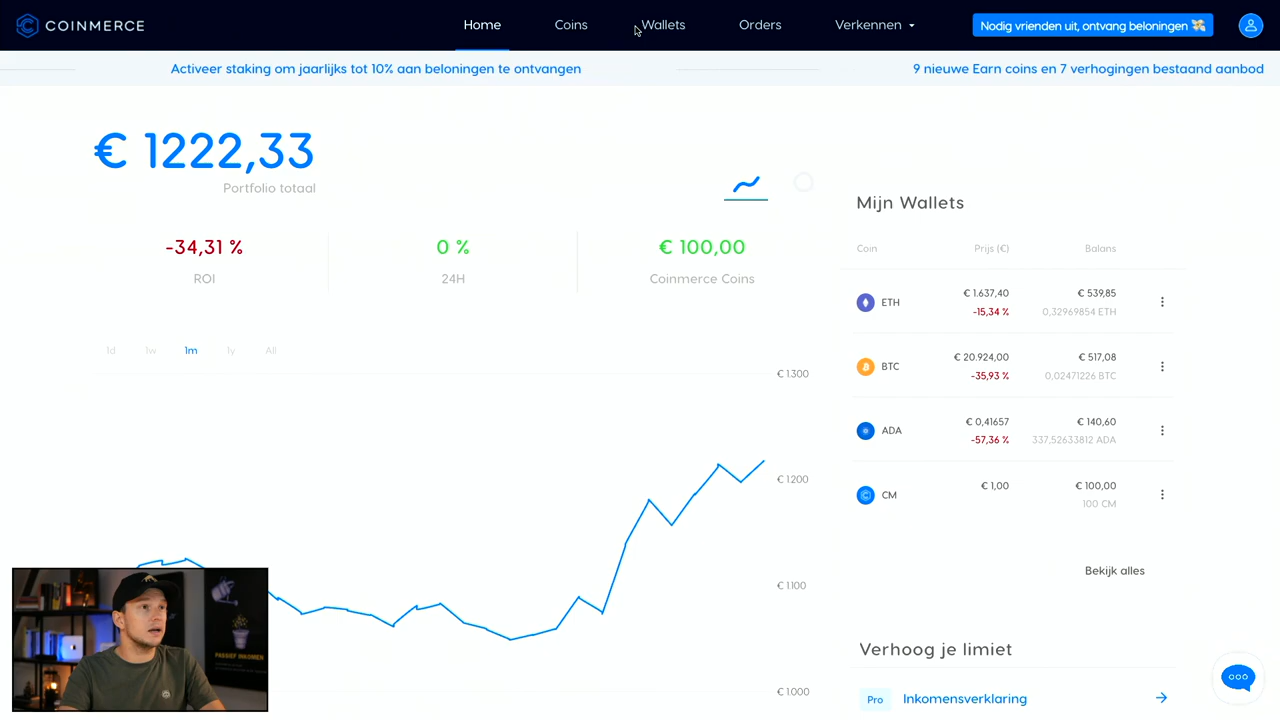 COINMERCE
Home
Coins
Wallets
Orders
Verkennen
Nodig vrienden uit, ontvang beloningen 💸
Activeer staking om jaarlijks tot 10% aan beloningen te ontvangen
9 nieuwe Earn coins en 7 verhogingen bestaand aanbod
€ 1222,33
Portfolio totaal
-34,31 %
ROI
0 %
24H
€ 100,00
Coinmerce Coins
1d
1w
1m
1y
All
€ 1300
€ 1200
€ 1100
€ 1000
Mijn Wallets
Coin
Prijs (€)
Balans
ETH
€ 1.637,40
€ 539,85
-15,34 %
0,32969854 ETH
BTC
€ 20.924,00
€ 517,08
-35,93 %
0,02471226 BTC
ADA
€ 0,41657
€ 140,60
-57,36 %
337,52633812 ADA
CM
€ 1,00
€ 100,00
100 CM
Bekijk alles
Verhoog je limiet
Pro
Inkomensverklaring
PASSIEF INKOMEN